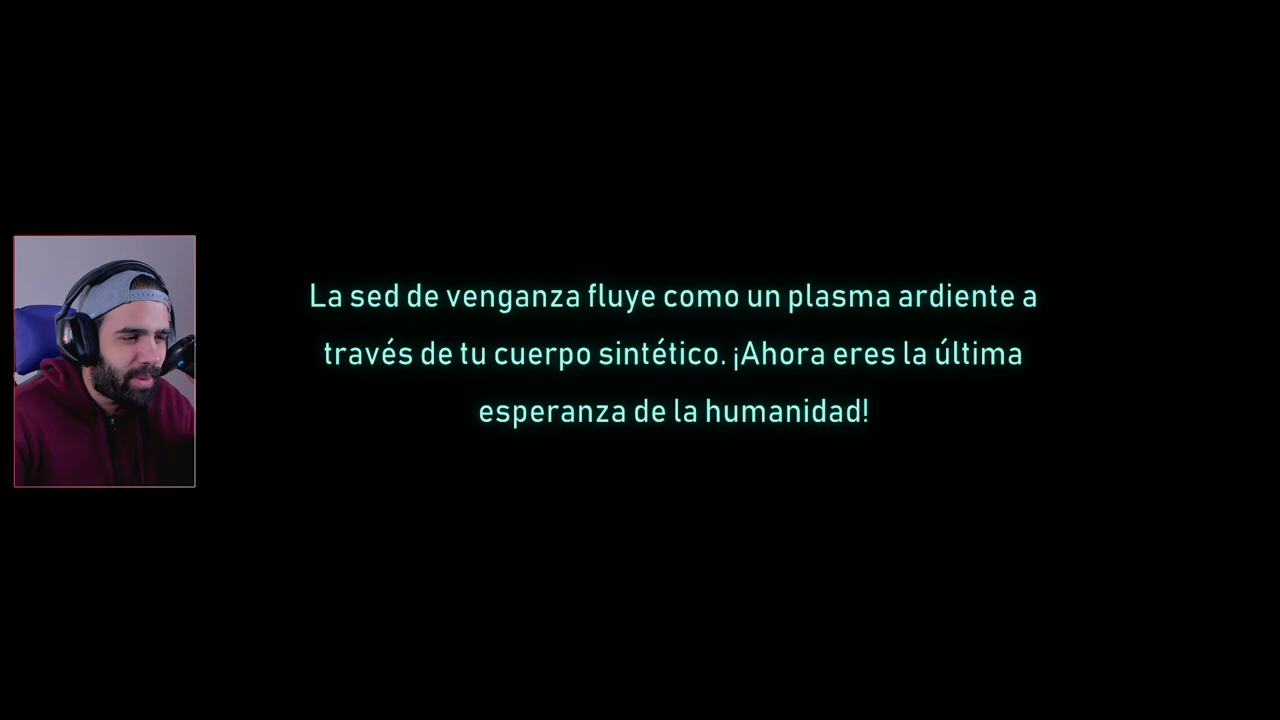 La sed de venganza fluye como un plasma ardiente a
través de tu cuerpo sintético. ¡Ahora eres la última
esperanza de la humanidad!